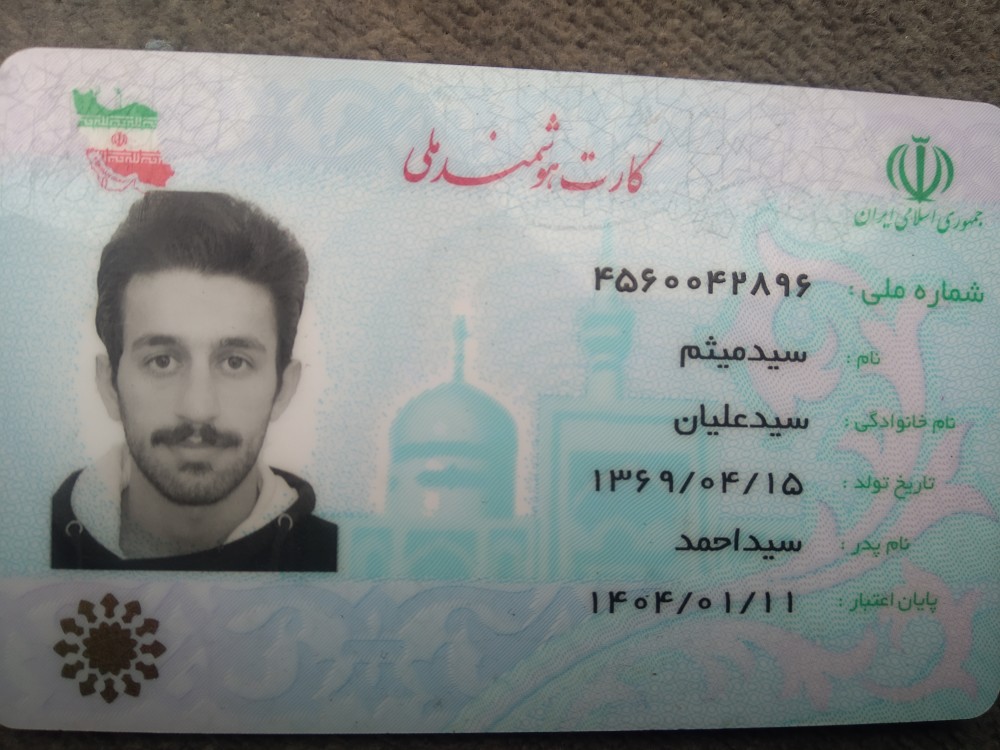 کارت هوشمند ملی
جمهوری اسلامی ایران
شماره ملی : ۴۵۶۰۰۴۲۸۹۶
نام : سیدمیثم
نام خانوادگی : سیدعلیان
تاریخ تولد : ۱۳۶۹/۰۴/۱۵
نام پدر : سیداحمد
پایان اعتبار : ۱۴۰۴/۰۱/۱۱